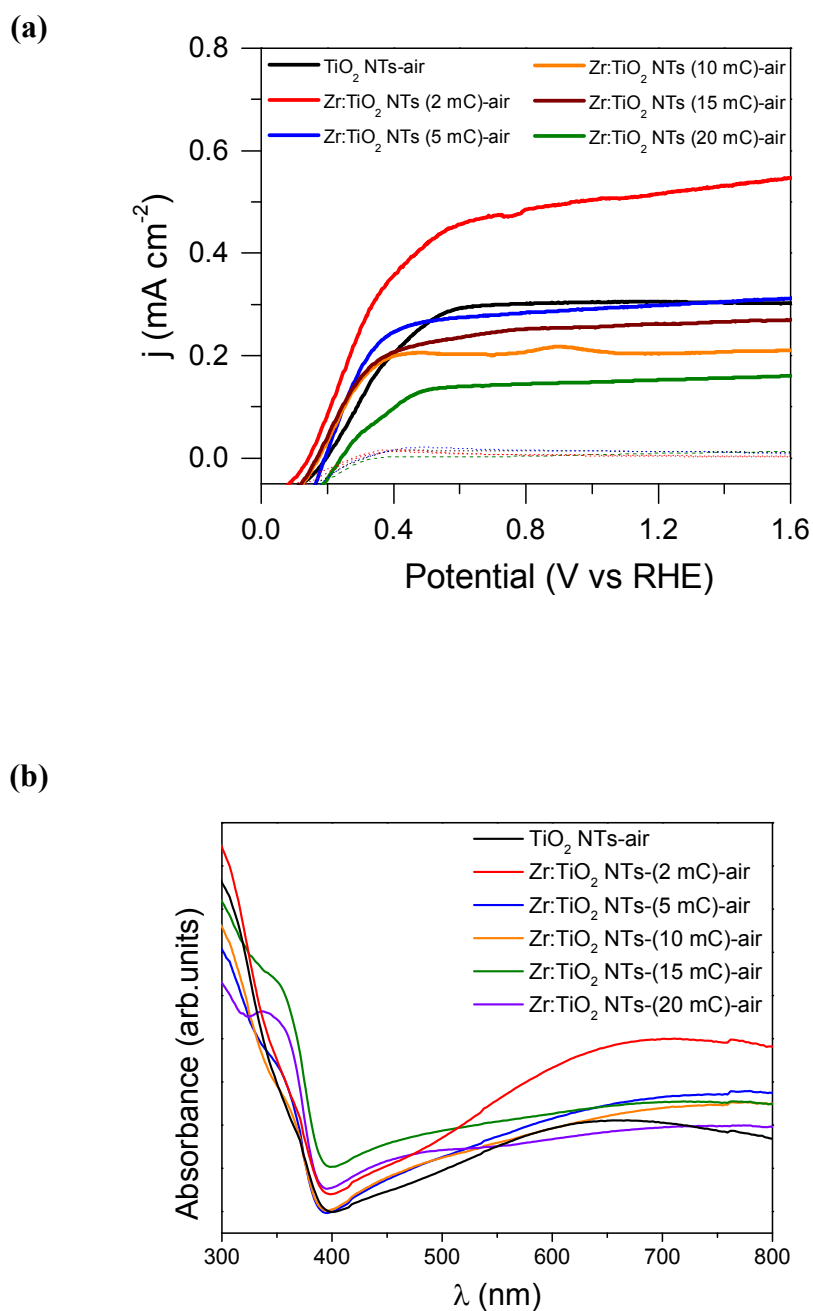 (a)
0.8
0.6
0.4
0.2
0.0
j (mA cm⁻²)
TiO₂ NTs-air
Zr:TiO₂ NTs (2 mC)-air
Zr:TiO₂ NTs (5 mC)-air
Zr:TiO₂ NTs (10 mC)-air
Zr:TiO₂ NTs (15 mC)-air
Zr:TiO₂ NTs (20 mC)-air
0.0 0.4 0.8 1.2 1.6
Potential (V vs RHE)
(b)
Absorbance (arb.units)
TiO₂ NTs-air
Zr:TiO₂ NTs-(2 mC)-air
Zr:TiO₂ NTs-(5 mC)-air
Zr:TiO₂ NTs-(10 mC)-air
Zr:TiO₂ NTs-(15 mC)-air
Zr:TiO₂ NTs-(20 mC)-air
300 400 500 600 700 800
λ (nm)